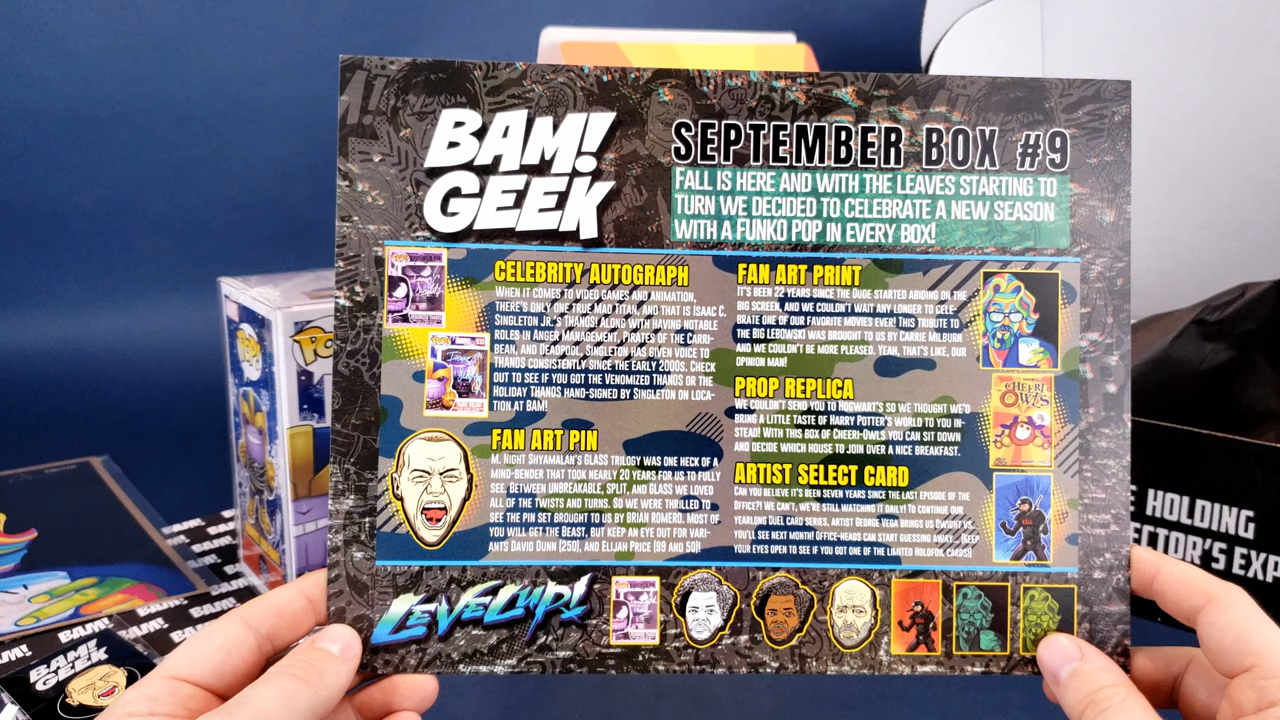 BAM!
GEEK
SEPTEMBER BOX #9
FALL IS HERE AND WITH THE LEAVES STARTING TO
TURN WE DECIDED TO CELEBRATE A NEW SEASON
WITH A FUNKO POP IN EVERY BOX!
CELEBRITY AUTOGRAPH
WHEN IT COMES TO VIDEO GAMES AND ANIMATION,
THERE'S ONLY ONE TRUE MAD TITAN, AND THAT IS ISAAC C.
SINGLETON JR.'S THANOS! ALONG WITH HAVING NOTABLE
ROLES IN ANGER MANAGEMENT, PIRATES OF THE CARRI-
BEAN, AND DEADPOOL, SINGLETON HAS GIVEN VOICE TO
THANOS CONSISTENTLY SINCE THE EARLY 2000S. CHECK
OUT TO SEE IF YOU GOT THE VENOMIZED THANOS OR THE
HOLIDAY THANOS HAND-SIGNED BY SINGLETON ON LOCA-
TION AT BAM!
FAN ART PIN
M. NIGHT SHYAMALAN'S GLASS TRILOGY WAS ONE HECK OF A
MIND-BENDER THAT TOOK NEARLY 20 YEARS FOR US TO FULLY
SEE. BETWEEN UNBREAKABLE, SPLIT, AND GLASS WE LOVED
ALL OF THE TWISTS AND TURNS. SO WE WERE THRILLED TO
SEE THE PIN SET BROUGHT TO US BY BRIAN ROMERO. MOST OF
YOU WILL GET THE BEAST, BUT KEEP AN EYE OUT FOR VARI-
ANTS DAVID DUNN (250), AND ELIJAH PRICE (99 AND 50)!
FAN ART PRINT
IT'S BEEN 22 YEARS SINCE THE DUDE STARTED ABIDING ON THE
BIG SCREEN, AND WE COULDN'T WAIT ANY LONGER TO CELE-
BRATE ONE OF OUR FAVORITE MOVIES EVER! THIS TRIBUTE TO
THE BIG LEBOWSKI WAS BROUGHT TO US BY CARRIE MILBURN
AND WE COULDN'T BE MORE PLEASED. YEAH, THAT'S LIKE, OUR
OPINION MAN!
PROP REPLICA
WE COULDN'T SEND YOU TO HOGWART'S SO WE THOUGHT WE'D
BRING A LITTLE TASTE OF HARRY POTTER'S WORLD TO YOU IN-
STEAD! WITH THIS BOX OF CHEERI-OWLS YOU CAN SIT DOWN
AND DECIDE WHICH HOUSE TO JOIN OVER A NICE BREAKFAST.
CHEERI
OWLS
ARTIST SELECT CARD
CAN YOU BELIEVE IT'S BEEN SEVEN YEARS SINCE THE LAST EPISODE OF THE
OFFICE?! WE CAN'T, WE'RE STILL WATCHING IT DAILY! TO CONTINUE OUR
YEARLONG DUEL CARD SERIES, ARTIST GEORGE VEGA BRINGS US DWIGHT VS...
YOU'LL SEE NEXT MONTH! OFFICE-HEADS CAN START GUESSING AWAY... (KEEP
YOUR EYES OPEN TO SEE IF YOU GOT ONE OF THE LIMITED HOLOFOIL CARDS!)
LEVEL UP!
HOLDING
ECTOR'S EXP
BAM!
BAM!
BAM!
BAM!
GEEK